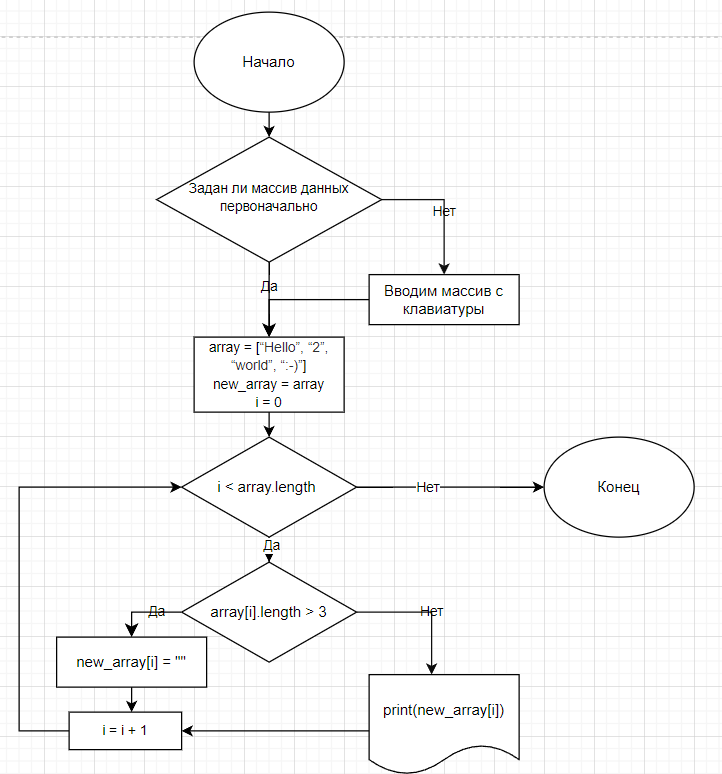 Начало
Задан ли массив данных
первоначально
Нет
Да
Вводим массив с
клавиатуры
array = [“Hello”, “2”,
“world”, “:-)”]
new_array = array
i = 0
i < array.length
Нет
Конец
Да
array[i].length > 3
Да
Нет
new_array[i] = ""
print(new_array[i])
i = i + 1